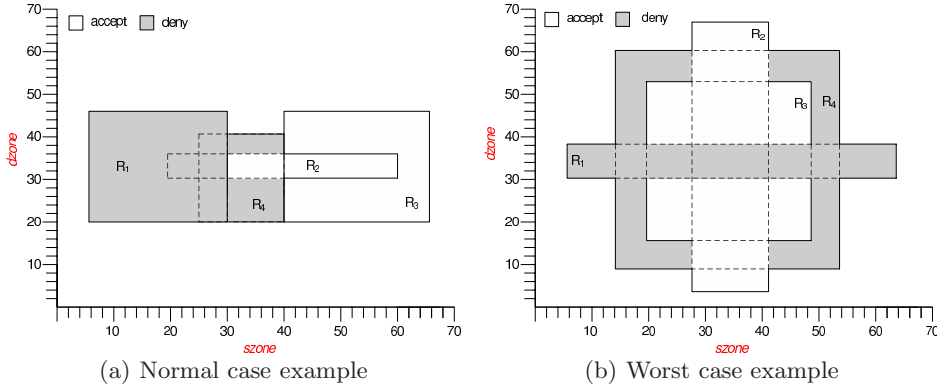 70
60
50
40
30
20
10
accept deny
dzone
R1
R2
R3
R4
10 20 30 40 50 60 70
szone
(a) Normal case example
70
60
50
40
30
20
10
accept deny
dzone
R2
R3
R4
R1
10 20 30 40 50 60 70
szone
(b) Worst case example